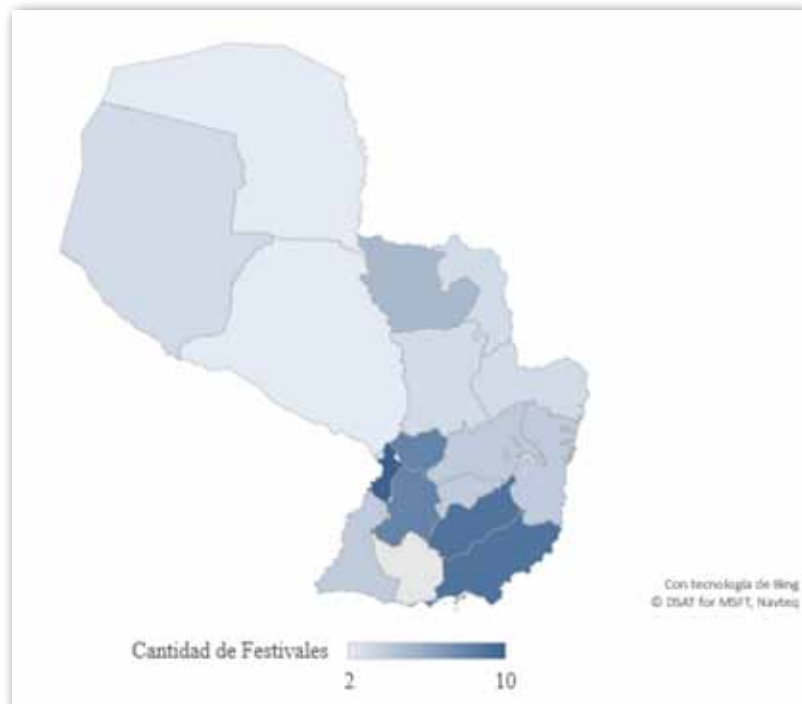 Con tecnología de Bing
© DSAT for MSFT, Navteq
Cantidad de Festivales
2 10